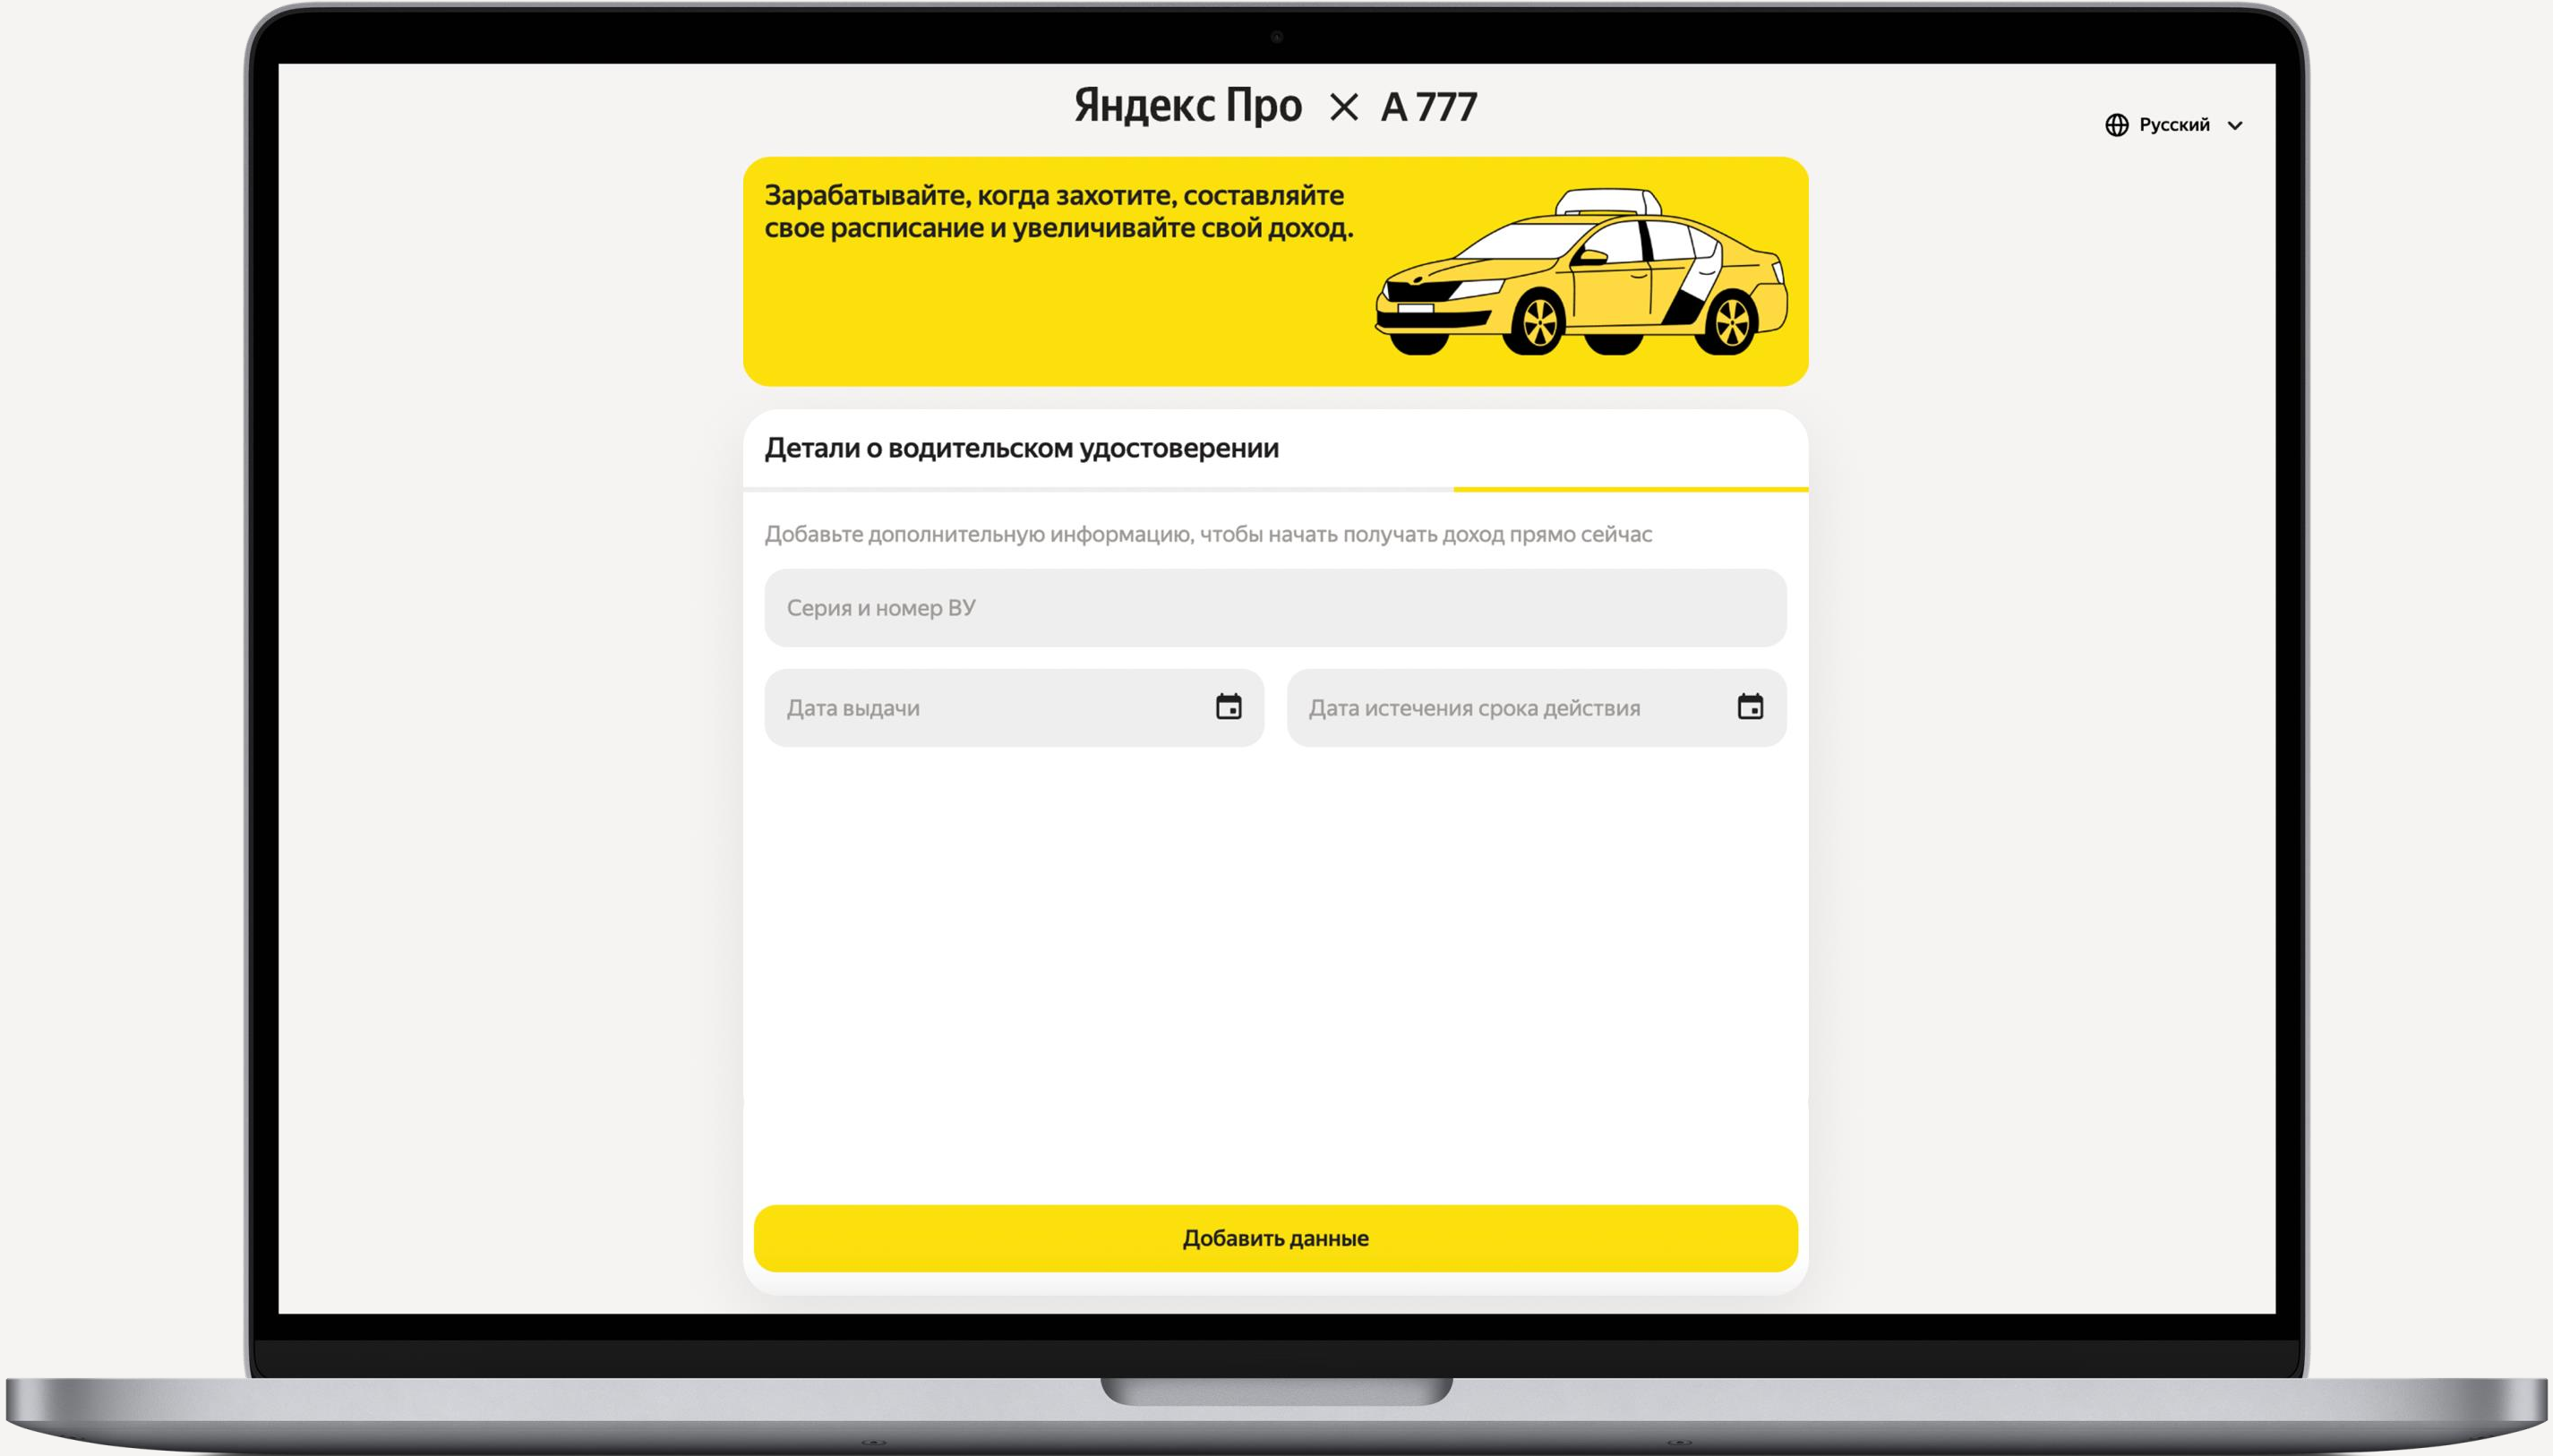 Яндекс Про × А 777
Русский
Зарабатывайте, когда захотите, составляйте
свое расписание и увеличивайте свой доход.
Детали о водительском удостоверении
Добавьте дополнительную информацию, чтобы начать получать доход прямо сейчас
Серия и номер ВУ
Дата выдачи
Дата истечения срока действия
Добавить данные